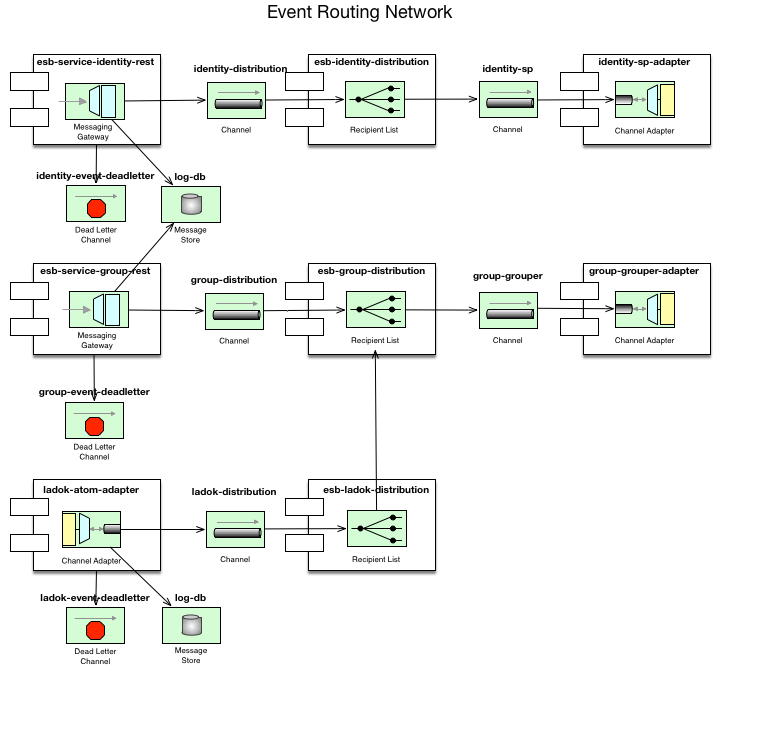 Event Routing Network
esb-service-identity-rest
identity-distribution
esb-identity-distribution
identity-sp
identity-sp-adapter
Messaging
Gateway
Channel
Recipient List
Channel
Channel Adapter
identity-event-deadletter
log-db
Dead Letter
Channel
Message
Store
esb-service-group-rest
group-distribution
esb-group-distribution
group-grouper
group-grouper-adapter
Messaging
Gateway
Channel
Recipient List
Channel
Channel Adapter
group-event-deadletter
Dead Letter
Channel
ladok-atom-adapter
ladok-distribution
esb-ladok-distribution
Channel Adapter
Channel
Recipient List
ladok-event-deadletter
log-db
Dead Letter
Channel
Message
Store